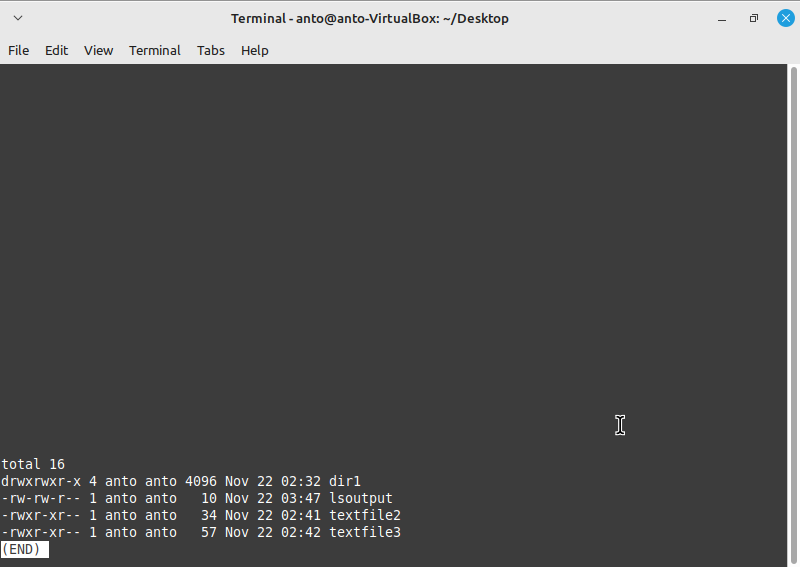 Terminal - anto@anto-VirtualBox: ~/Desktop
File Edit View Terminal Tabs Help
total 16
drwxrwxr-x 4 anto anto 4096 Nov 22 02:32 dir1
-rw-rw-r-- 1 anto anto   10 Nov 22 03:47 lsoutput
-rwxr-xr-- 1 anto anto   34 Nov 22 02:41 textfile2
-rwxr-xr-- 1 anto anto   57 Nov 22 02:42 textfile3
(END)